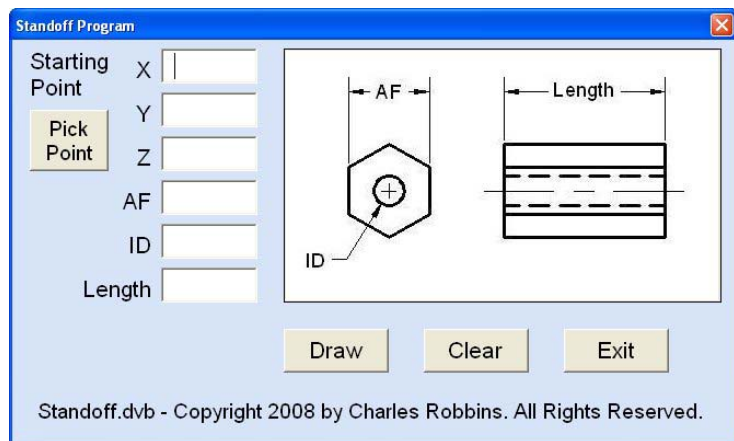 Standoff Program
Starting
Point
X
Y
Pick
Point
Z
AF
ID
Length
AF
Length
ID
Draw
Clear
Exit
Standoff.dvb - Copyright 2008 by Charles Robbins. All Rights Reserved.